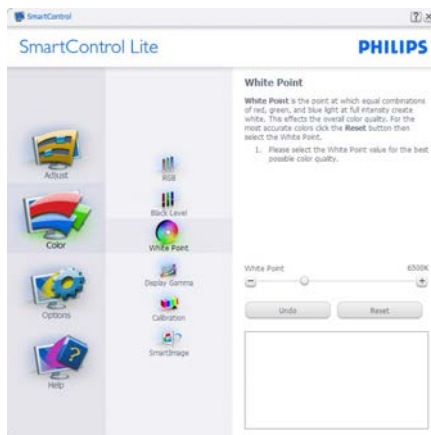 SmartControl
SmartControl Lite
PHILIPS
Adjust
Color
Options
Help
RGB
Black Level
White Point
Display Gamma
Calibration
SmartImage
White Point
White Point is the point at which equal combinations
of red, green, and blue light at full intensity create
white. This effects the overall color quality. For the
most accurate colors click the Reset button then
select the White Point.
1. Please select the White Point value for the best
possible color quality.
White Point 6500K
Undo Reset